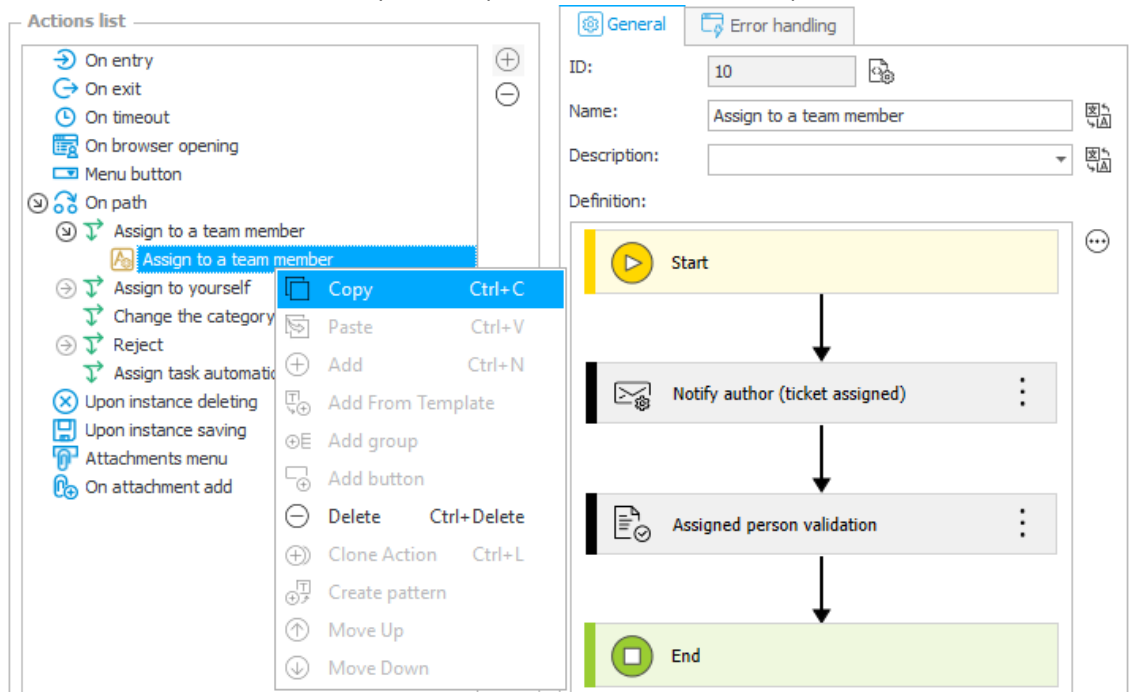 Actions list
On entry
On exit
On timeout
On browser opening
Menu button
On path
Assign to a team member
Assign to a team member
Assign to yourself
Change the category
Reject
Assign task automatic
Upon instance deleting
Upon instance saving
Attachments menu
On attachment add
Copy Ctrl+C
Paste Ctrl+V
Add Ctrl+N
Add From Template
Add group
Add button
Delete Ctrl+Delete
Clone Action Ctrl+L
Create pattern
Move Up
Move Down
General Error handling
ID: 10
Name: Assign to a team member
Description:
Definition:
Start
Notify author (ticket assigned)
Assigned person validation
End